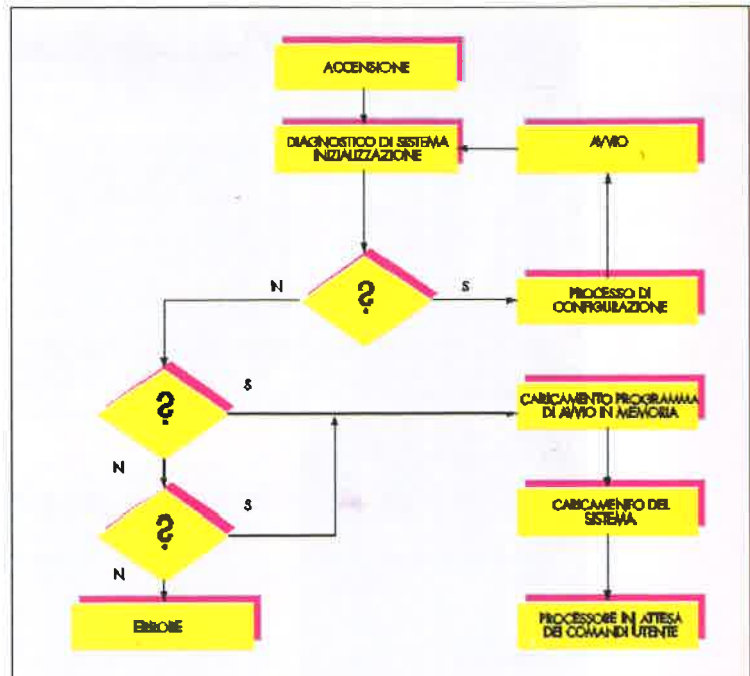 ACCENSIONE
DIAGNOSTICO DI SISTEMA
INIZIALIZZAZIONE
AVVIO
?
N
S
PROCESSO DI
CONFIGURAZIONE
?
S
CARICAMENTO PROGRAMMA
DI AVVIO IN MEMORIA
N
?
S
CARICAMENTO DEL
SISTEMA
N
ERRORE
PROCESSORE IN ATTESA
DEI COMANDI UTENTE